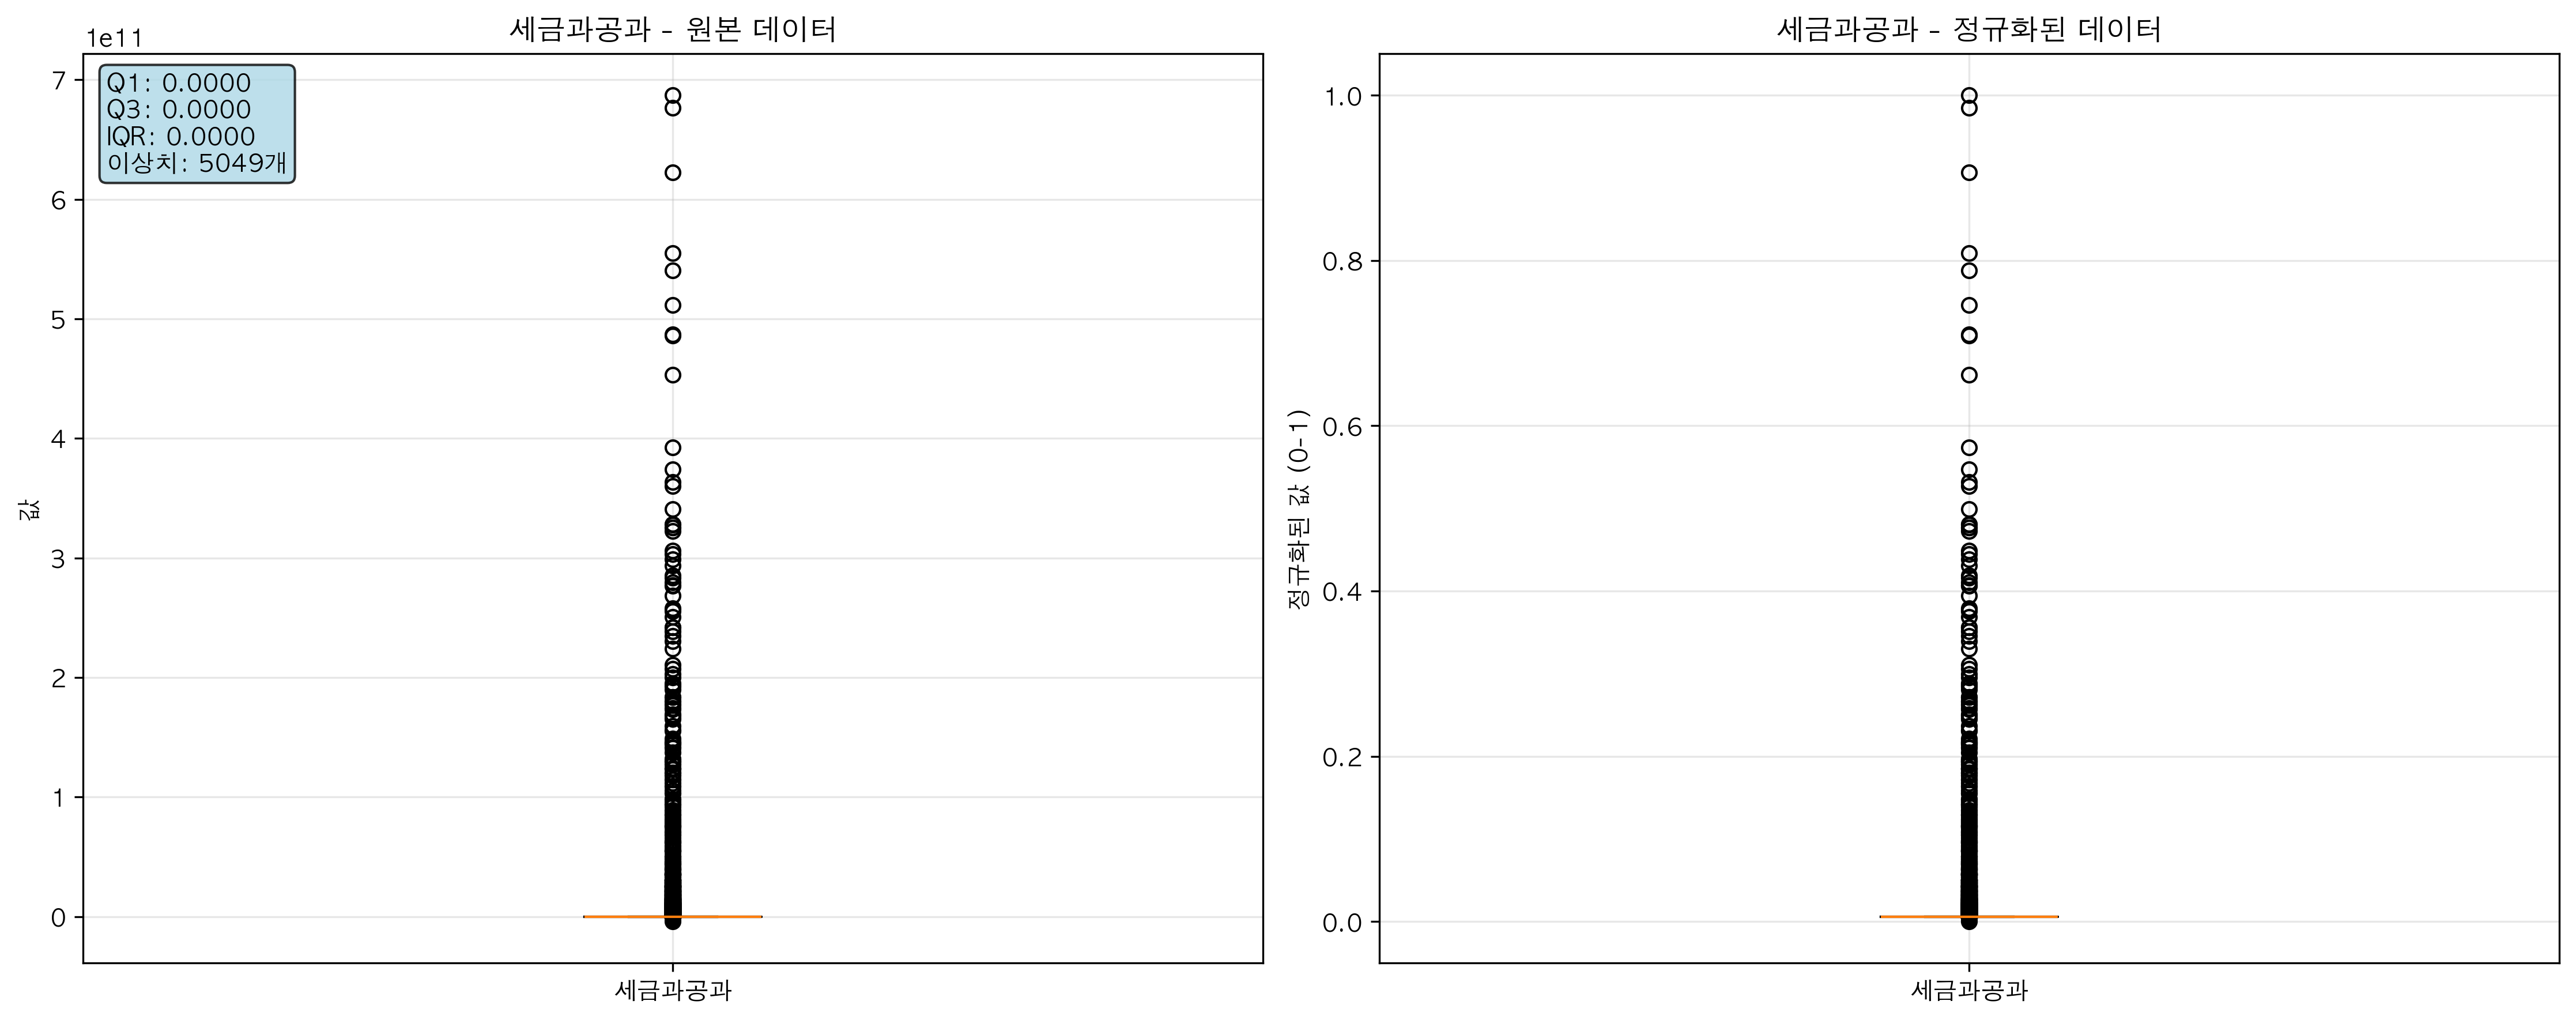 세금과공과 - 원본 데이터
1e11
7
6
5
4
3
2
1
0
값
Q1: 0.0000
Q3: 0.0000
IQR: 0.0000
이상치: 5049개
세금과공과
세금과공과 - 정규화된 데이터
1.0
0.8
0.6
0.4
0.2
0.0
정규화된 값 (0-1)
세금과공과